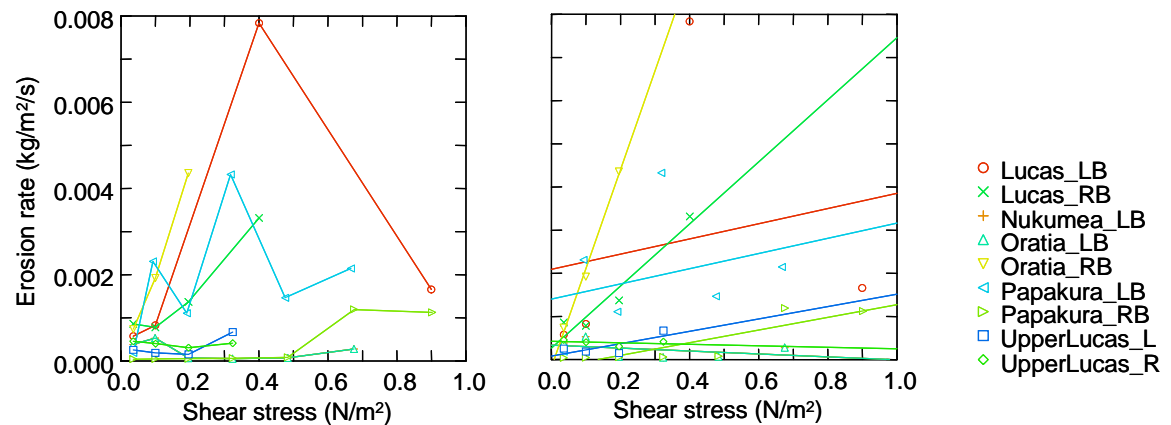 Erosion rate (kg/m²/s)
0.008
0.006
0.004
0.002
0.000
0.0 0.2 0.4 0.6 0.8 1.0
Shear stress (N/m²)
0.0 0.2 0.4 0.6 0.8 1.0
Shear stress (N/m²)
Lucas_LB
Lucas_RB
Nukumea_LB
Oratia_LB
Oratia_RB
Papakura_LB
Papakura_RB
UpperLucas_L
UpperLucas_R